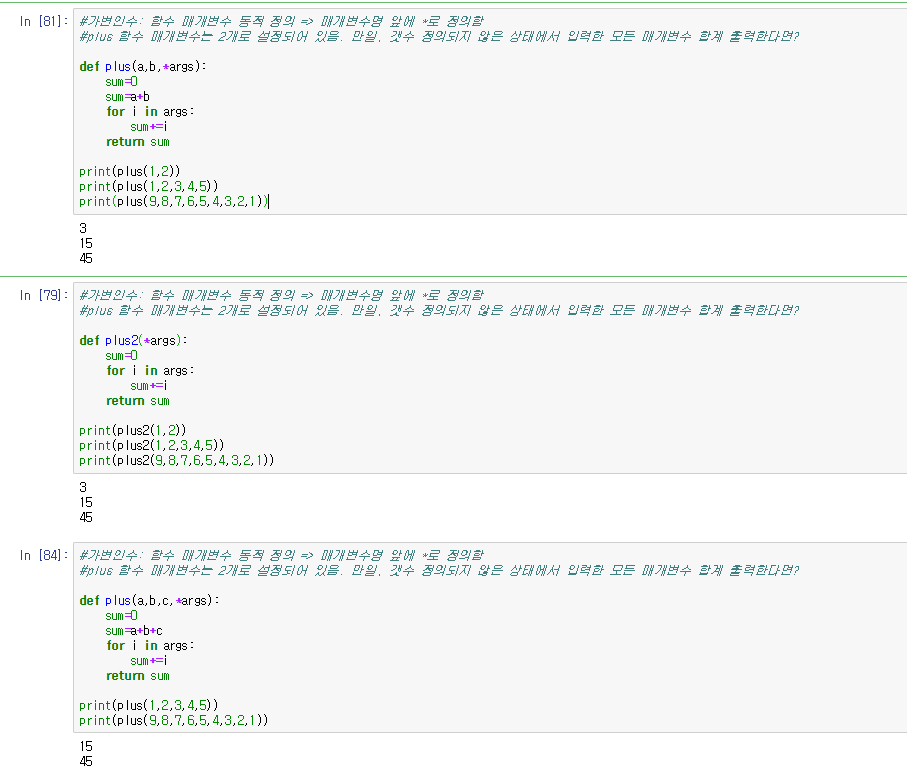 In [81]: #가변인수: 함수 매개변수 동적 정의 => 매개변수명 앞에 *로 정의함
#plus 함수 매개변수는 2개로 설정되어 있음. 만일, 갯수 정의되지 않은 상태에서 입력한 모든 매개변수 합계 출력한다면?
def plus(a,b,*args):
sum=0
sum=a+b
for i in args:
sum+=i
return sum
print(plus(1,2))
print(plus(1,2,3,4,5))
print(plus(9,8,7,6,5,4,3,2,1))
3
15
45
In [79]: #가변인수: 함수 매개변수 동적 정의 => 매개변수명 앞에 *로 정의함
#plus 함수 매개변수는 2개로 설정되어 있음. 만일, 갯수 정의되지 않은 상태에서 입력한 모든 매개변수 합계 출력한다면?
def plus2(*args):
sum=0
for i in args:
sum+=i
return sum
print(plus2(1,2))
print(plus2(1,2,3,4,5))
print(plus2(9,8,7,6,5,4,3,2,1))
3
15
45
In [84]: #가변인수: 함수 매개변수 동적 정의 => 매개변수명 앞에 *로 정의함
#plus 함수 매개변수는 2개로 설정되어 있음. 만일, 갯수 정의되지 않은 상태에서 입력한 모든 매개변수 합계 출력한다면?
def plus(a,b,c,*args):
sum=0
sum=a+b+c
for i in args:
sum+=i
return sum
print(plus(1,2,3,4,5))
print(plus(9,8,7,6,5,4,3,2,1))
15
45